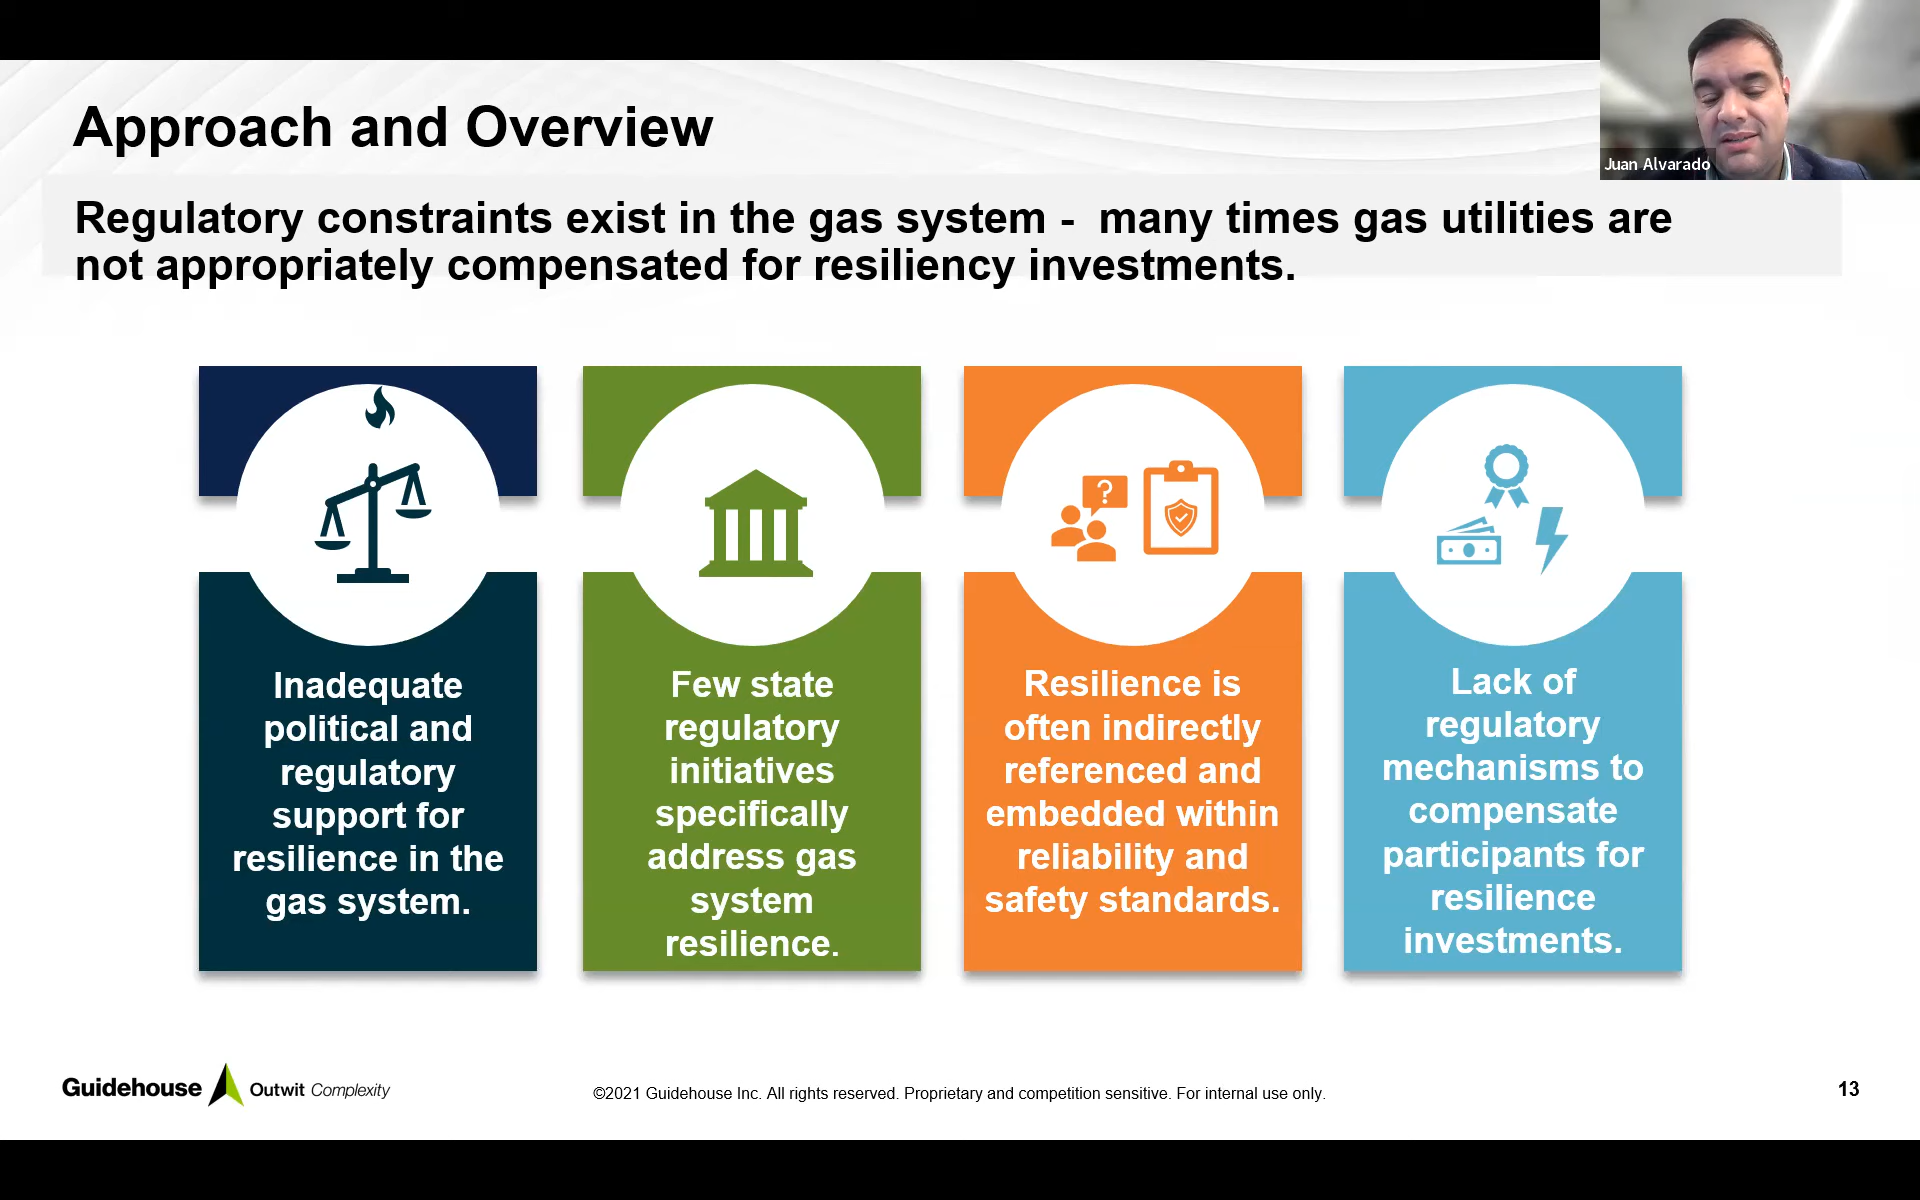 Juan Alvarado
Approach and Overview
Regulatory constraints exist in the gas system -  many times gas utilities are
not appropriately compensated for resiliency investments.
Inadequate
political and
regulatory
support for
resilience in the
gas system.
Few state
regulatory
initiatives
specifically
address gas
system
resilience.
?
Resilience is
often indirectly
referenced and
embedded within
reliability and
safety standards.
Lack of
regulatory
mechanisms to
compensate
participants for
resilience
investments.
Guidehouse Outwit Complexity
©2021 Guidehouse Inc. All rights reserved. Proprietary and competition sensitive. For internal use only.
13